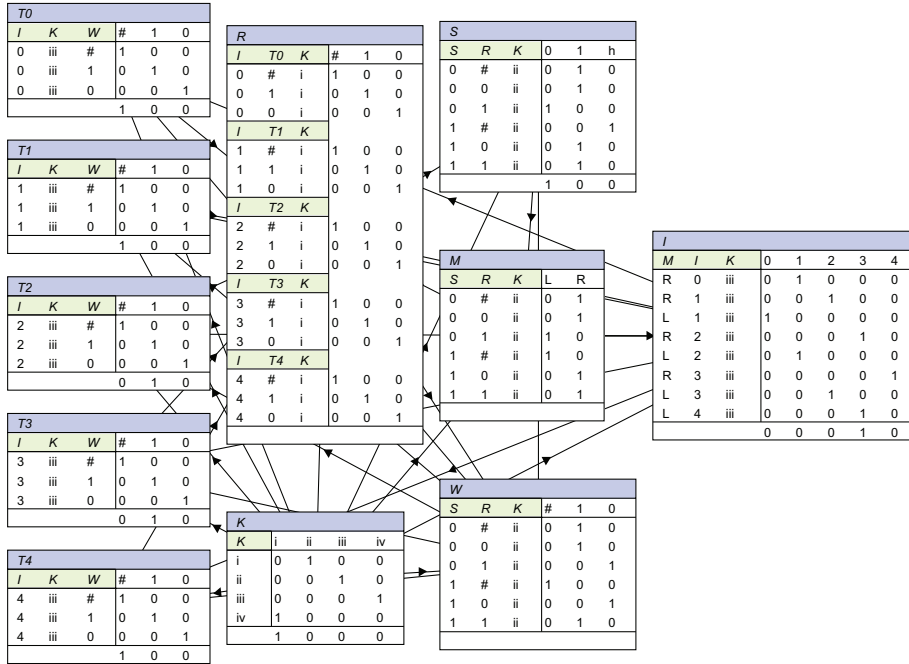 T0
I K W # 1 0
0 iii # 1 0 0
0 iii 1 0 1 0
0 iii 0 0 0 1
1 0 0
T1
I K W # 1 0
1 iii # 1 0 0
1 iii 1 0 1 0
1 iii 0 0 0 1
1 0 0
T2
I K W # 1 0
2 iii # 1 0 0
2 iii 1 0 1 0
2 iii 0 0 0 1
0 1 0
T3
I K W # 1 0
3 iii # 1 0 0
3 iii 1 0 1 0
3 iii 0 0 0 1
0 1 0
T4
I K W # 1 0
4 iii # 1 0 0
4 iii 1 0 1 0
4 iii 0 0 0 1
1 0 0
R
I T0 K # 1 0
0 # i 1 0 0
0 1 i 0 1 0
0 0 i 0 0 1
I T1 K
1 # i 1 0 0
1 1 i 0 1 0
1 0 i 0 0 1
I T2 K
2 # i 1 0 0
2 1 i 0 1 0
2 0 i 0 0 1
I T3 K
3 # i 1 0 0
3 1 i 0 1 0
3 0 i 0 0 1
I T4 K
4 # i 1 0 0
4 1 i 0 1 0
4 0 i 0 0 1
K
K i ii iii iv
i 0 1 0 0
ii 0 0 1 0
iii 0 0 0 1
iv 1 0 0 0
1 0 0 0
S
S R K 0 1 h
0 # ii 0 1 0
0 0 ii 0 1 0
0 1 ii 1 0 0
1 # ii 0 0 1
1 0 ii 0 1 0
1 1 ii 0 1 0
1 0 0
M
S R K L R
0 # ii 0 1
0 0 ii 0 1
0 1 ii 1 0
1 # ii 1 0
1 0 ii 0 1
1 1 ii 0 1
W
S R K # 1 0
0 # ii 0 1 0
0 0 ii 0 1 0
0 1 ii 0 0 1
1 # ii 1 0 0
1 0 ii 0 0 1
1 1 ii 0 1 0
I
M I K 0 1 2 3 4
R 0 iii 0 1 0 0 0
R 1 iii 0 0 1 0 0
L 1 iii 1 0 0 0 0
R 2 iii 0 0 0 1 0
L 2 iii 0 1 0 0 0
R 3 iii 0 0 0 0 1
L 3 iii 0 0 1 0 0
L 4 iii 0 0 0 1 0
0 0 0 1 0